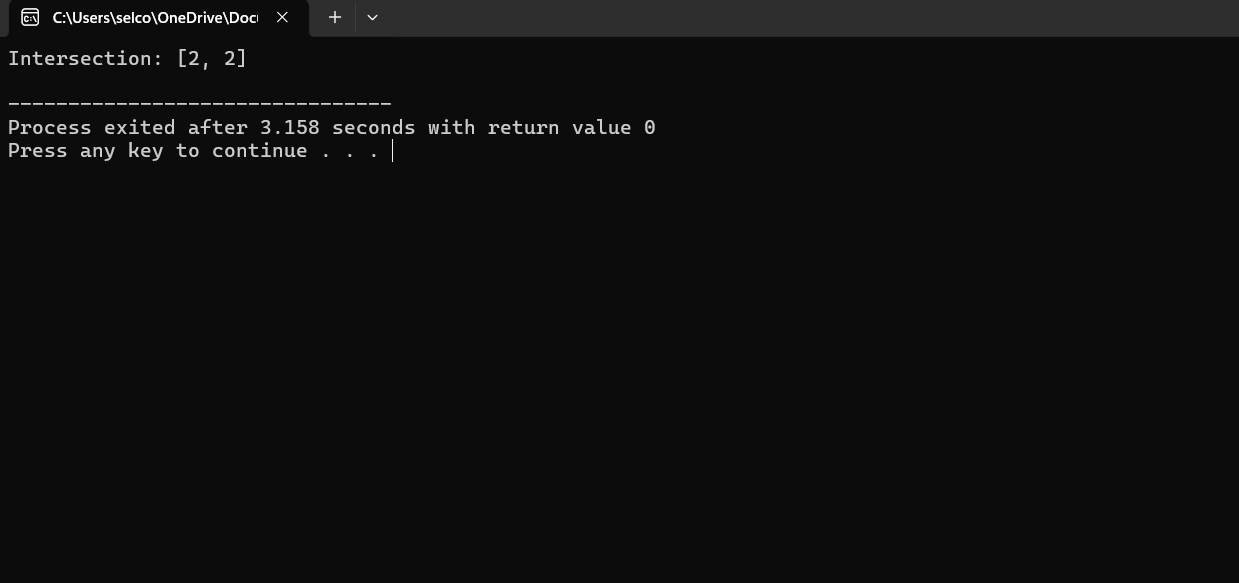 C:\Users\selco\OneDrive\Doc
Intersection: [2, 2]
--------------------------------
Process exited after 3.158 seconds with return value 0
Press any key to continue . . .